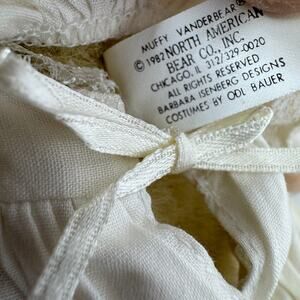 MUFFY VANDERBEAR®
© 1982 NORTH AMERICAN
BEAR CO., INC.
CHICAGO, IL 312/329-0020
ALL RIGHTS RESERVED
BARBARA ISENBERG DESIGNS
COSTUMES BY ODL BAUER